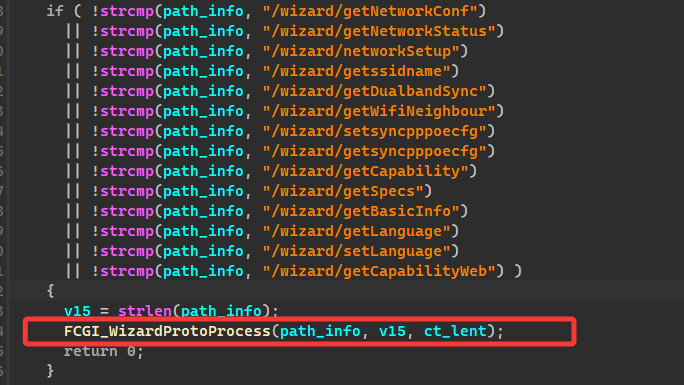 if ( !strcmp(path_info, "/wizard/getNetworkConf")
|| !strcmp(path_info, "/wizard/getNetworkStatus")
|| !strcmp(path_info, "/wizard/networkSetup")
|| !strcmp(path_info, "/wizard/getssidname")
|| !strcmp(path_info, "/wizard/getDualbandSync")
|| !strcmp(path_info, "/wizard/getWifiNeighbour")
|| !strcmp(path_info, "/wizard/setsyncpppoecfg")
|| !strcmp(path_info, "/wizard/getsyncpppoecfg")
|| !strcmp(path_info, "/wizard/getCapability")
|| !strcmp(path_info, "/wizard/getSpecs")
|| !strcmp(path_info, "/wizard/getBasicInfo")
|| !strcmp(path_info, "/wizard/getLanguage")
|| !strcmp(path_info, "/wizard/setLanguage")
|| !strcmp(path_info, "/wizard/getCapabilityWeb") )
{
v15 = strlen(path_info);
FCGI_WizardProtoProcess(path_info, v15, ct_lent);
return 0;
}